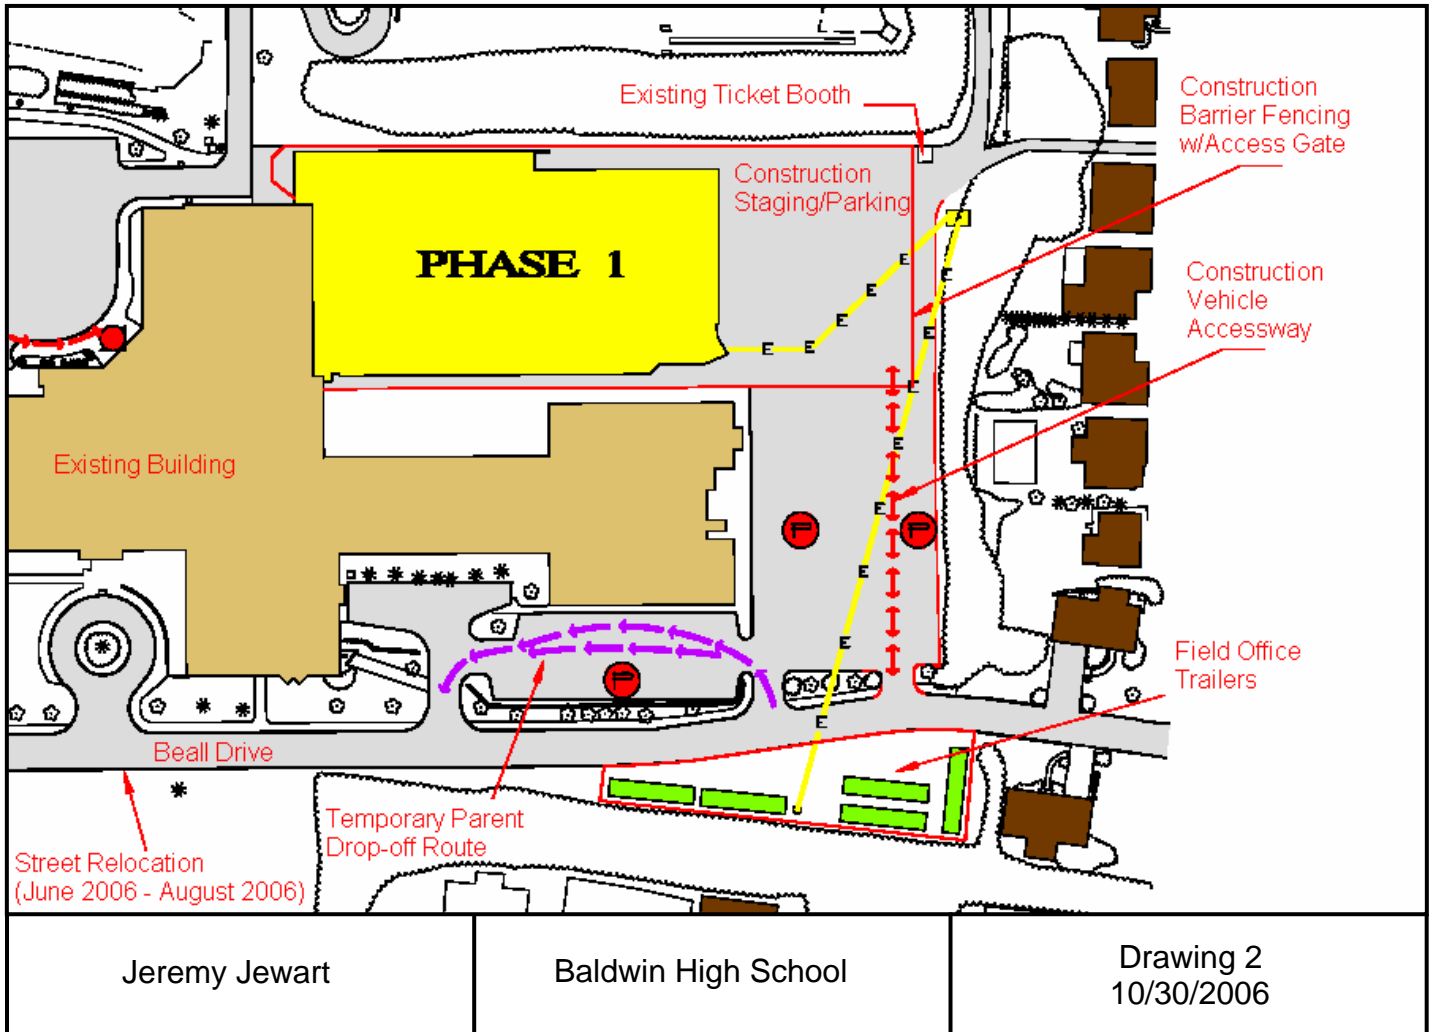 Existing Ticket Booth
Construction
Barrier Fencing
w/Access Gate
Construction
Staging/Parking
PHASE 1
E
E
E
E
E
E
E
E
E
E
E
E
E
Construction
Vehicle
Accessway
Existing Building
P
P
P
Field Office
Trailers
Beall Drive
Temporary Parent
Drop-off Route
Street Relocation
(June 2006 - August 2006)
Jeremy Jewart
Baldwin High School
Drawing 2
10/30/2006